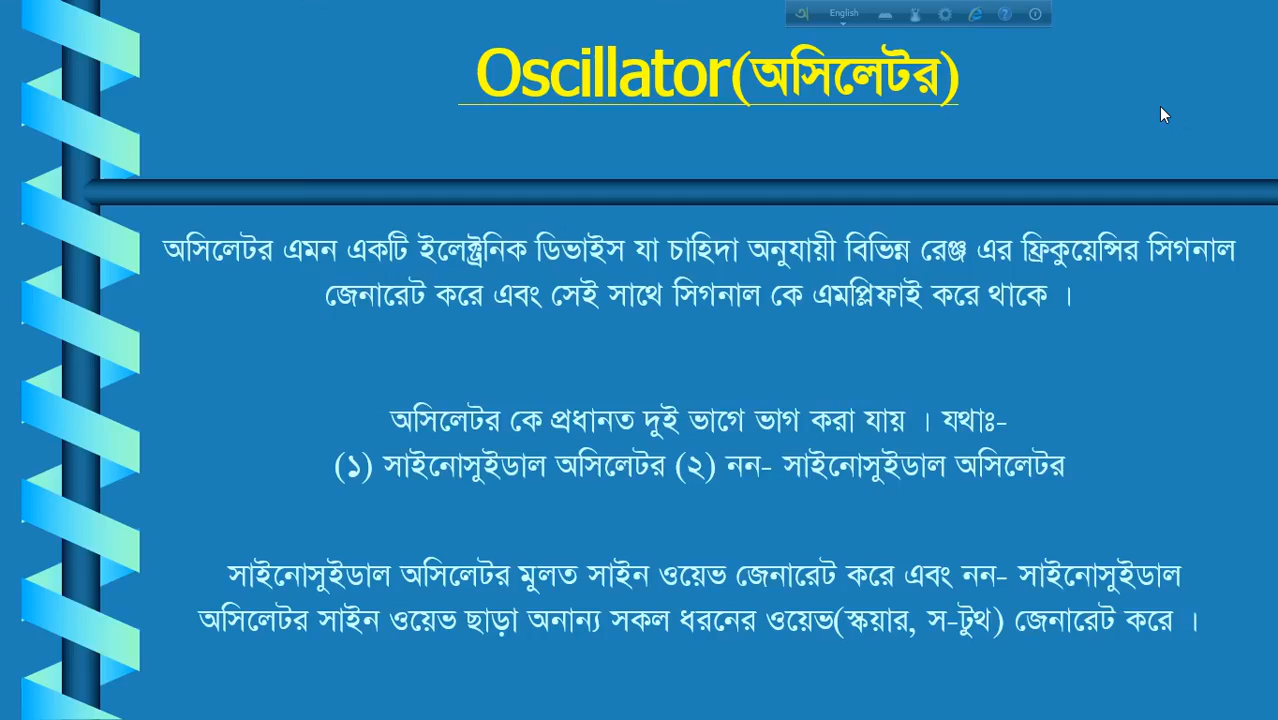 English
Oscillator(অসিলেটর)
অসিলেটর এমন একটি ইলেক্ট্রনিক ডিভাইস যা চাহিদা অনুযায়ী বিভিন্ন রেঞ্জ এর ফ্রিকুয়েন্সির সিগনাল
জেনারেট করে এবং সেই সাথে সিগনাল কে এমপ্লিফাই করে থাকে ।
অসিলেটর কে প্রধানত দুই ভাগে ভাগ করা যায় । যথাঃ-
(১) সাইনোসুইডাল অসিলেটর (২) নন- সাইনোসুইডাল অসিলেটর
সাইনোসুইডাল অসিলেটর মুলত সাইন ওয়েভ জেনারেট করে এবং নন- সাইনোসুইডাল
অসিলেটর সাইন ওয়েভ ছাড়া অনান্য সকল ধরনের ওয়েভ(স্কয়ার, স-টুথ) জেনারেট করে ।